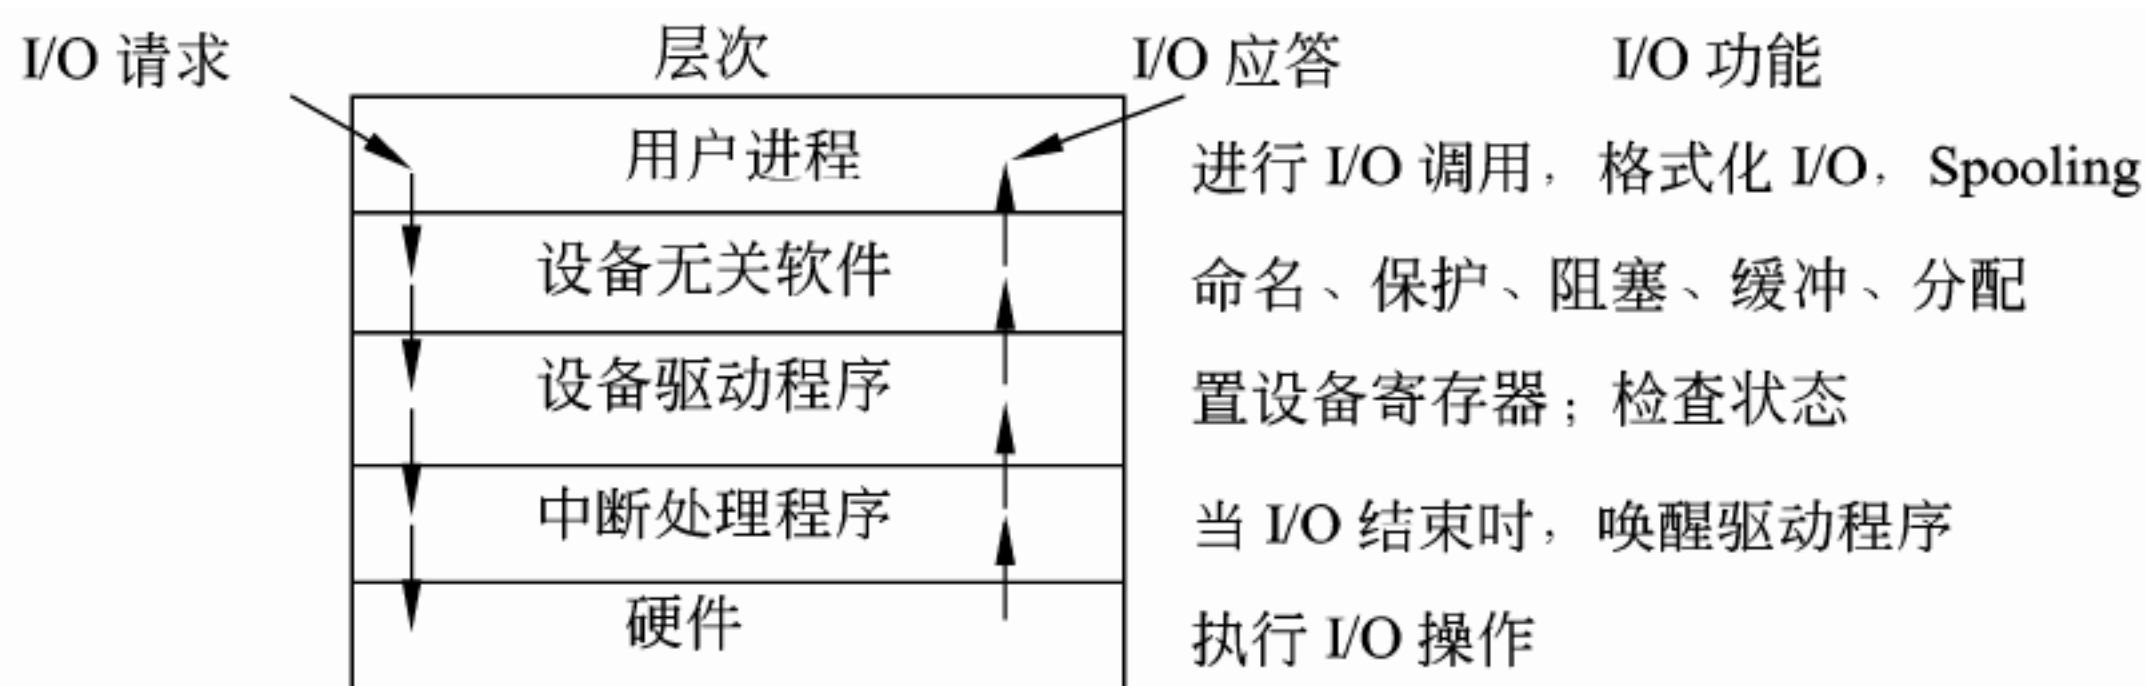 I/O 请求 层次 I/O 应答 I/O 功能
用户进程 进行 I/O 调用，格式化 I/O，Spooling
设备无关软件 命名、保护、阻塞、缓冲、分配
设备驱动程序 置设备寄存器；检查状态
中断处理程序 当 I/O 结束吋，唤醒驱动程序
硬件 执行 I/O 操作